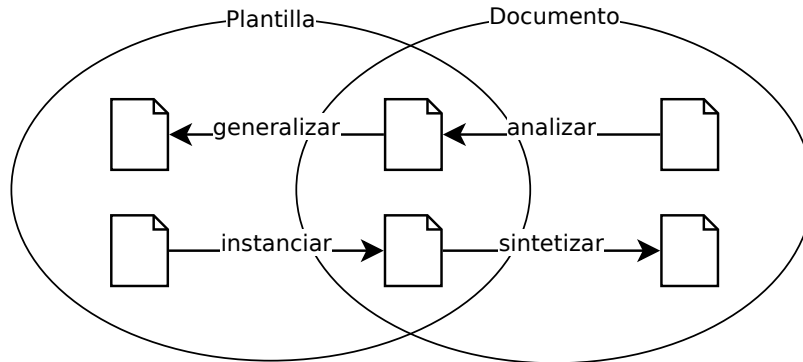 Plantilla
Documento
generalizar
analizar
instanciar
sintetizar